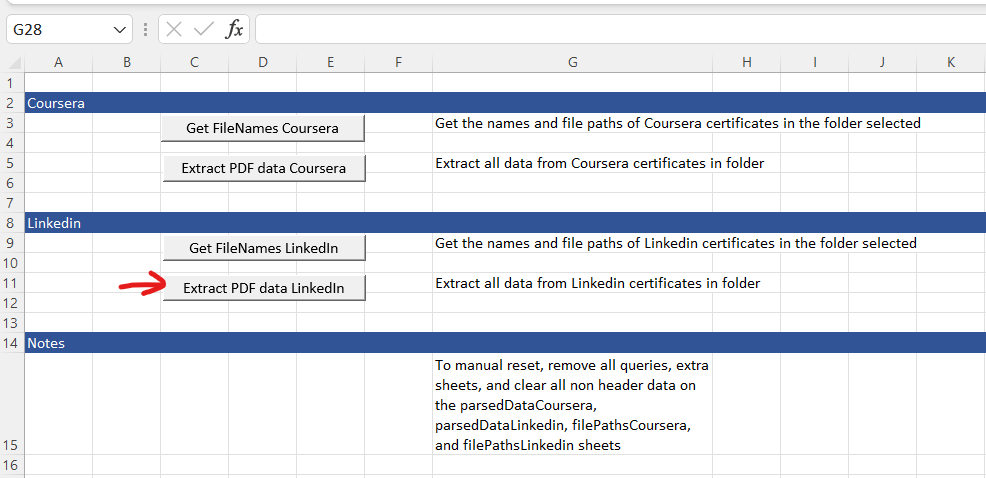 G28 fx
A B C D E F G H I J K
1
2 Coursera
3 Get FileNames Coursera Get the names and file paths of Coursera certificates in the folder selected
4
5 Extract PDF data Coursera Extract all data from Coursera certificates in folder
6
7
8 Linkedin
9 Get FileNames LinkedIn Get the names and file paths of Linkedin certificates in the folder selected
10
11 Extract PDF data LinkedIn Extract all data from Linkedin certificates in folder
12
13
14 Notes
To manual reset, remove all queries, extra
sheets, and clear all non header data on
the parsedDataCoursera,
parsedDataLinkedin, filePathsCoursera,
15 and filePathsLinkedin sheets
16